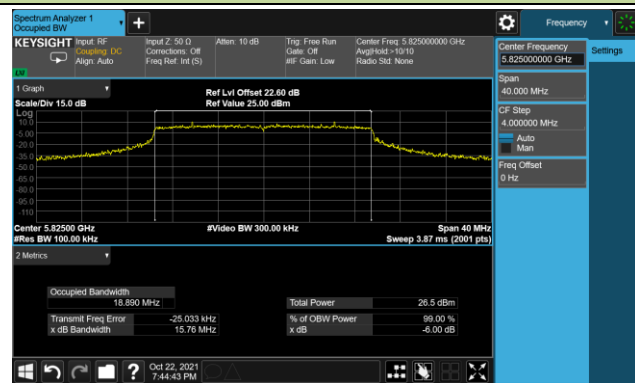 Spectrum Analyzer 1
Occupied BW
Frequency
KEYSIGHT
Input: RF
Coupling: DC
Align: Auto
Input Z: 50 Ω
Corrections: Off
Freq Ref: Int (S)
Atten: 10 dB
Trig: Free Run
Gate: Off
#IF Gain: Low
Center Freq: 5.825000000 GHz
Avg|Hold:>10/10
Radio Std: None
Center Frequency
5.825000000 GHz
Settings
Span
40.000 MHz
CF Step
4.000000 MHz
Auto
Man
Freq Offset
0 Hz
1 Graph
Scale/Div 15.0 dB
Ref Lvl Offset 22.60 dB
Ref Value 25.00 dBm
Log
10.0
-5.00
-20.0
-35.0
-50.0
-65.0
-80.0
-95.0
-110
Center 5.82500 GHz
#Video BW 300.00 kHz
Span 40 MHz
#Res BW 100.00 kHz
Sweep 3.87 ms (2001 pts)
2 Metrics
Occupied Bandwidth
18.890 MHz
Total Power
26.5 dBm
Transmit Freq Error
-25.033 kHz
% of OBW Power
99.00 %
x dB Bandwidth
15.76 MHz
x dB
-6.00 dB
Oct 22, 2021
7:44:43 PM